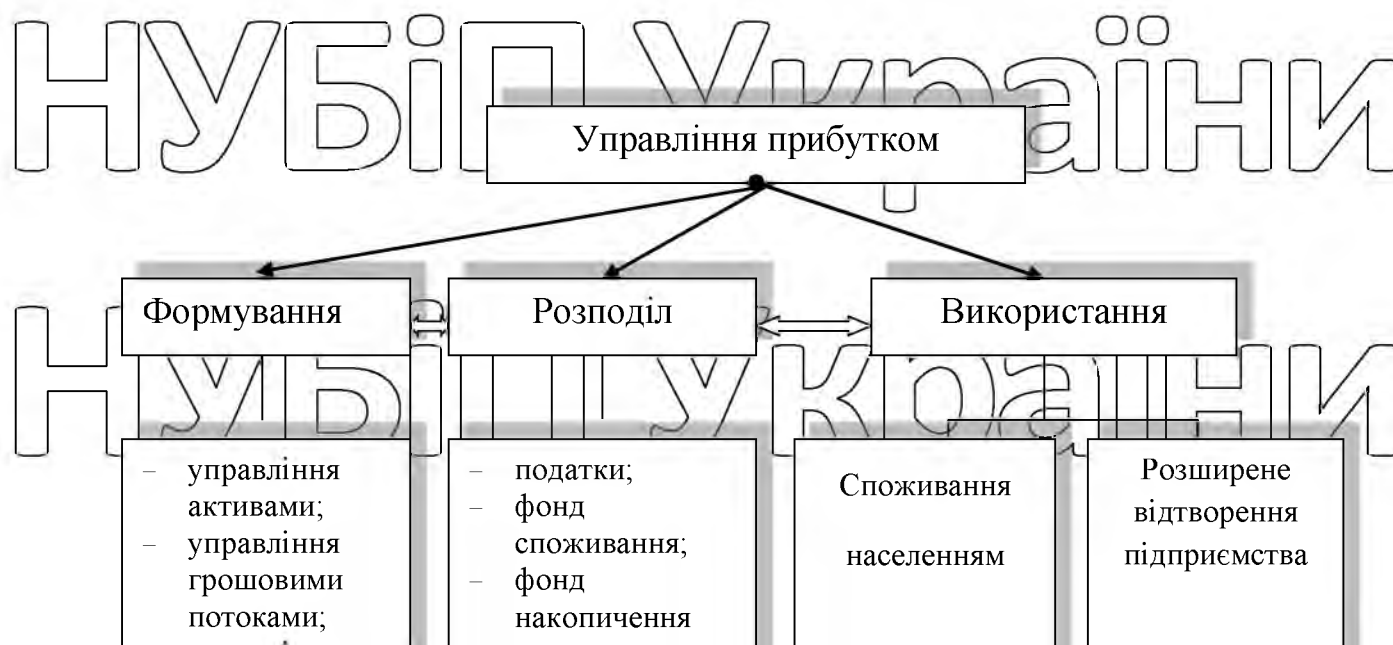 НУБіП України
Управління прибутком
Формування
Розподіл
Використання
НУБіП України
– управління
активами;
– управління
грошовими
потоками;
– податки;
– фонд
споживання;
– фонд
накопичення
Споживання
населенням
Розширене
відтворення
підприємства